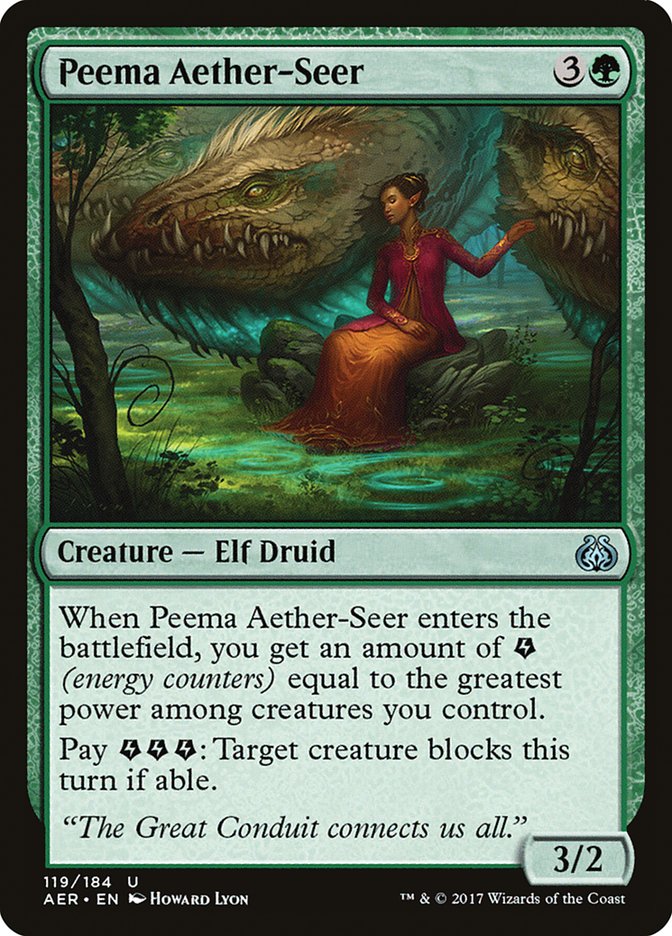 Peema Aether-Seer 3
Creature — Elf Druid
When Peema Aether-Seer enters the
battlefield, you get an amount of
(energy counters) equal to the greatest
power among creatures you control.
Pay : Target creature blocks this
turn if able.
“The Great Conduit connects us all.”
3/2
119/184 U
AER • EN Howard Lyon
™ & © 2017 Wizards of the Coast